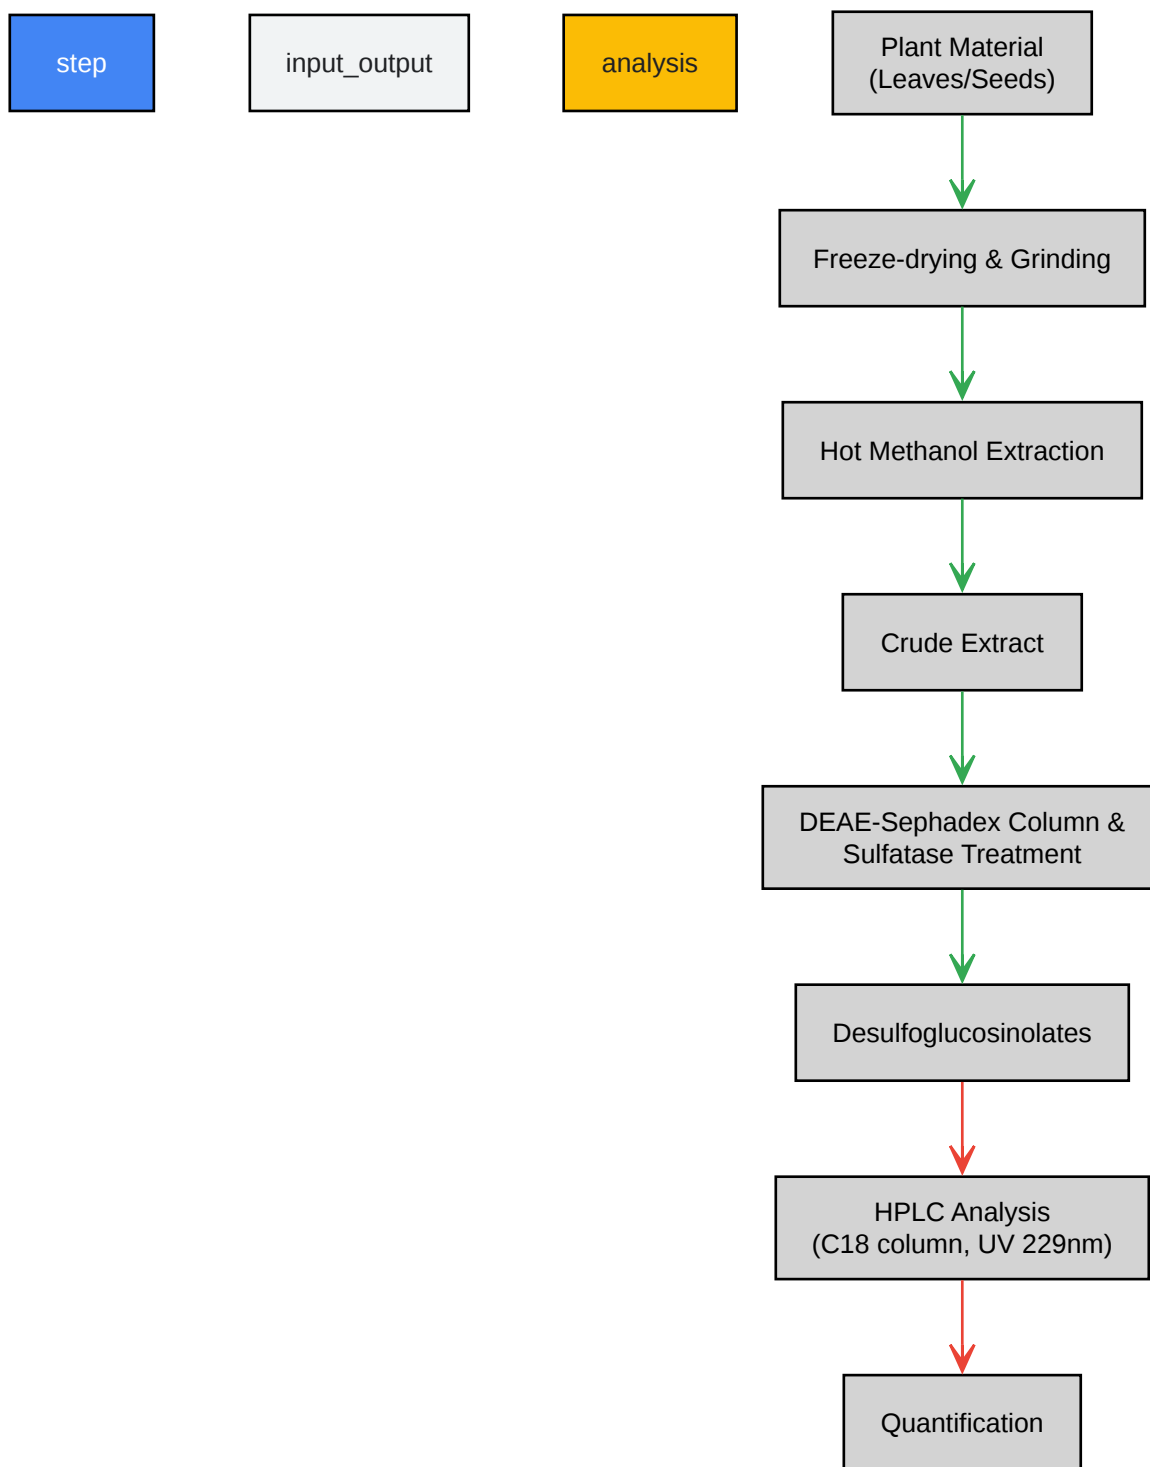 step
input_output
analysis
Plant Material
(Leaves/Seeds)
Freeze-drying & Grinding
Hot Methanol Extraction
Crude Extract
DEAE-Sephadex Column &
Sulfatase Treatment
Desulfoglucosinolates
HPLC Analysis
(C18 column, UV 229nm)
Quantification